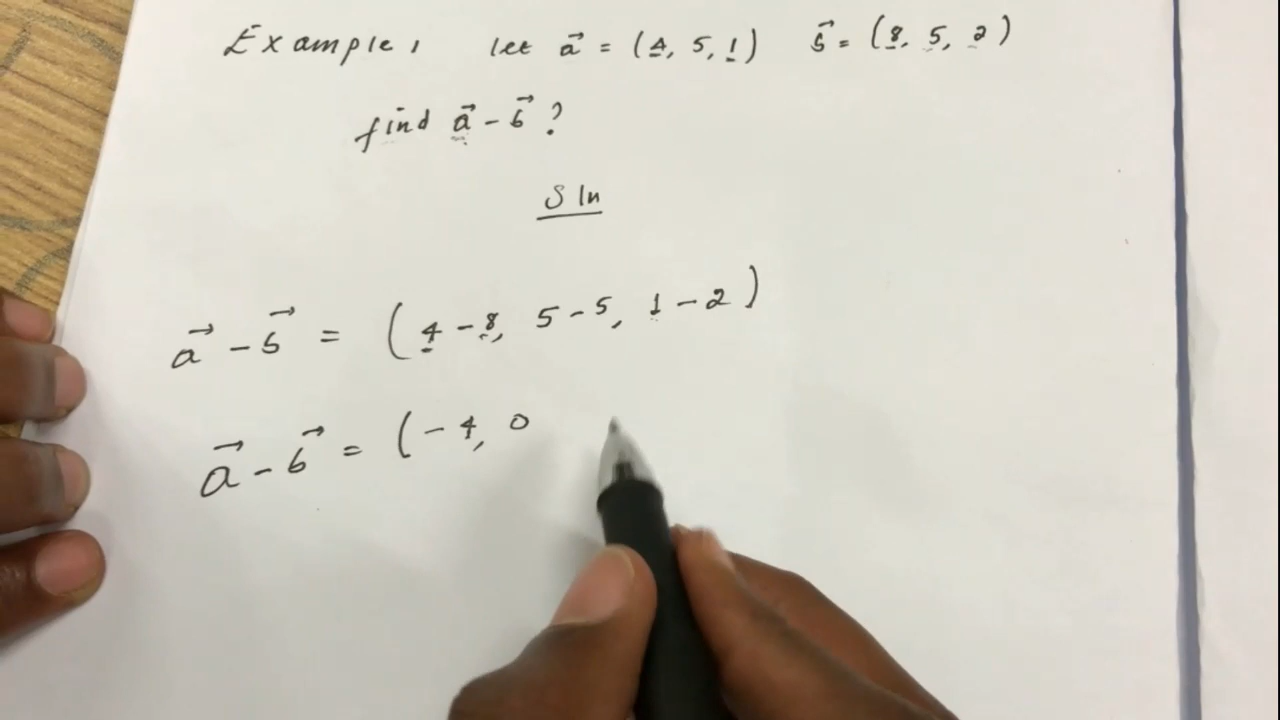 Example, let a⃗ = (4, 5, 1) b⃗ = (8, 5, 2)
find a⃗ - b⃗ ?
Sln
a⃗ - b⃗ = (4 - 8, 5 - 5, 1 - 2)
a⃗ - b⃗ = (-4, 0